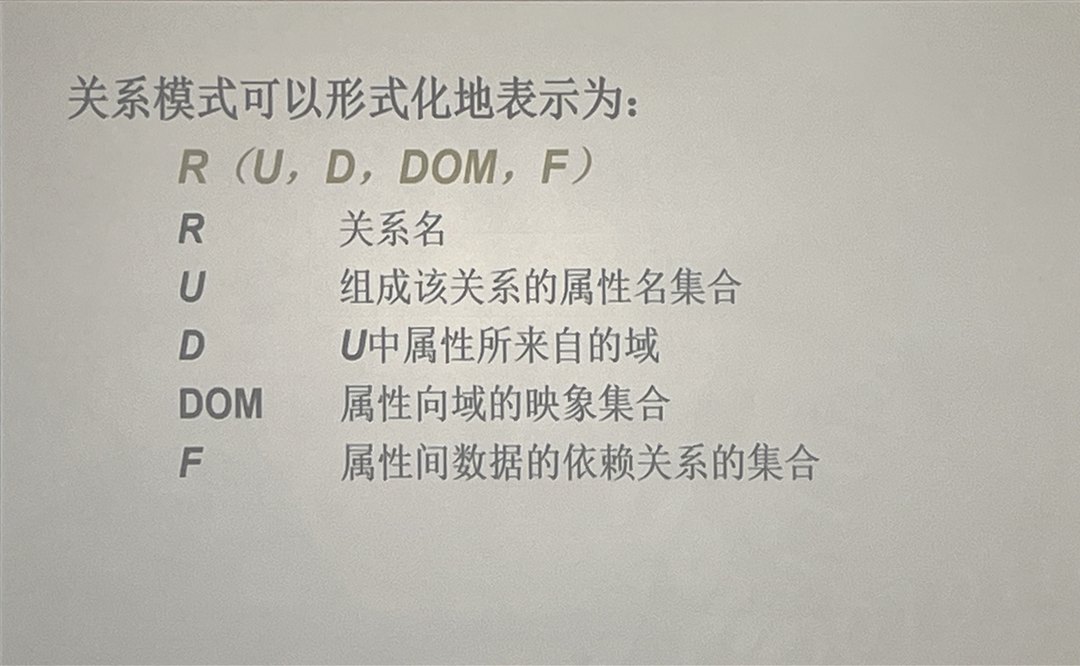 关系模式可以形式化地表示为：
R（U，D，DOM，F）
R 关系名
U 组成该关系的属性名集合
D U中属性所来自的域
DOM 属性向域的映象集合
F 属性间数据的依赖关系的集合